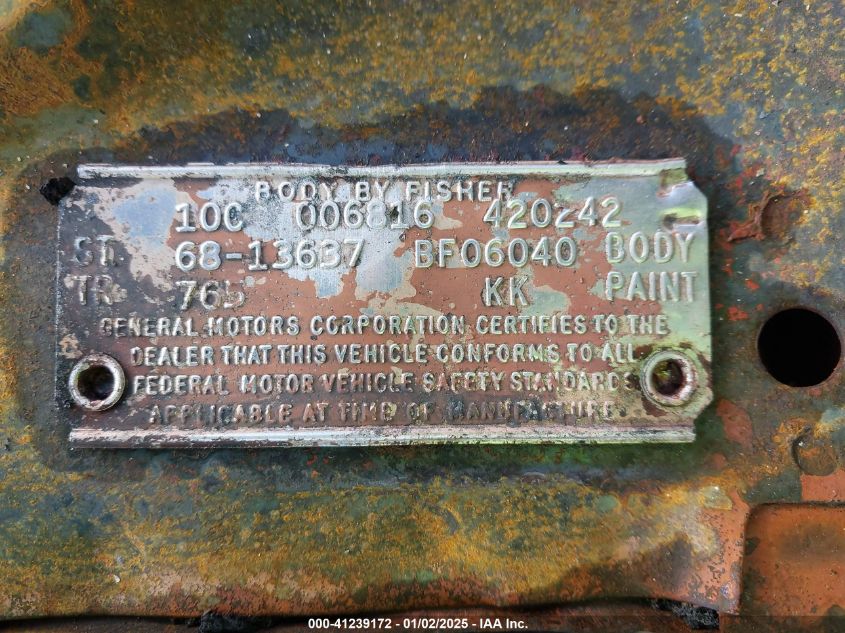 BODY BY FISHER
10C 006816 420242
ST. 68-13637 BF06040 BODY
TR. 765 KK PAINT
GENERAL MOTORS CORPORATION CERTIFIES TO THE
DEALER THAT THIS VEHICLE CONFORMS TO ALL
FEDERAL MOTOR VEHICLE SAFETY STANDARDS
APPLICABLE AT TIME OF MANUFACTURE
000-41239172 - 01/02/2025 - IAA Inc.